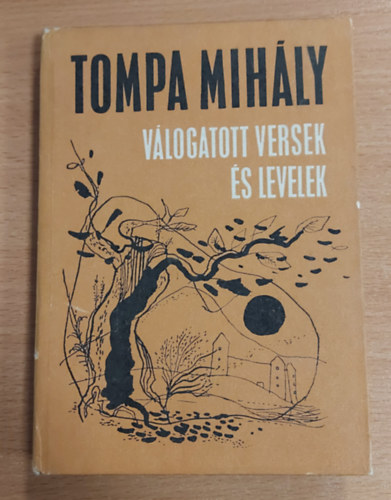 TOMPA MIHÁLY
VÁLOGATOTT VERSEK
ÉS LEVELEK